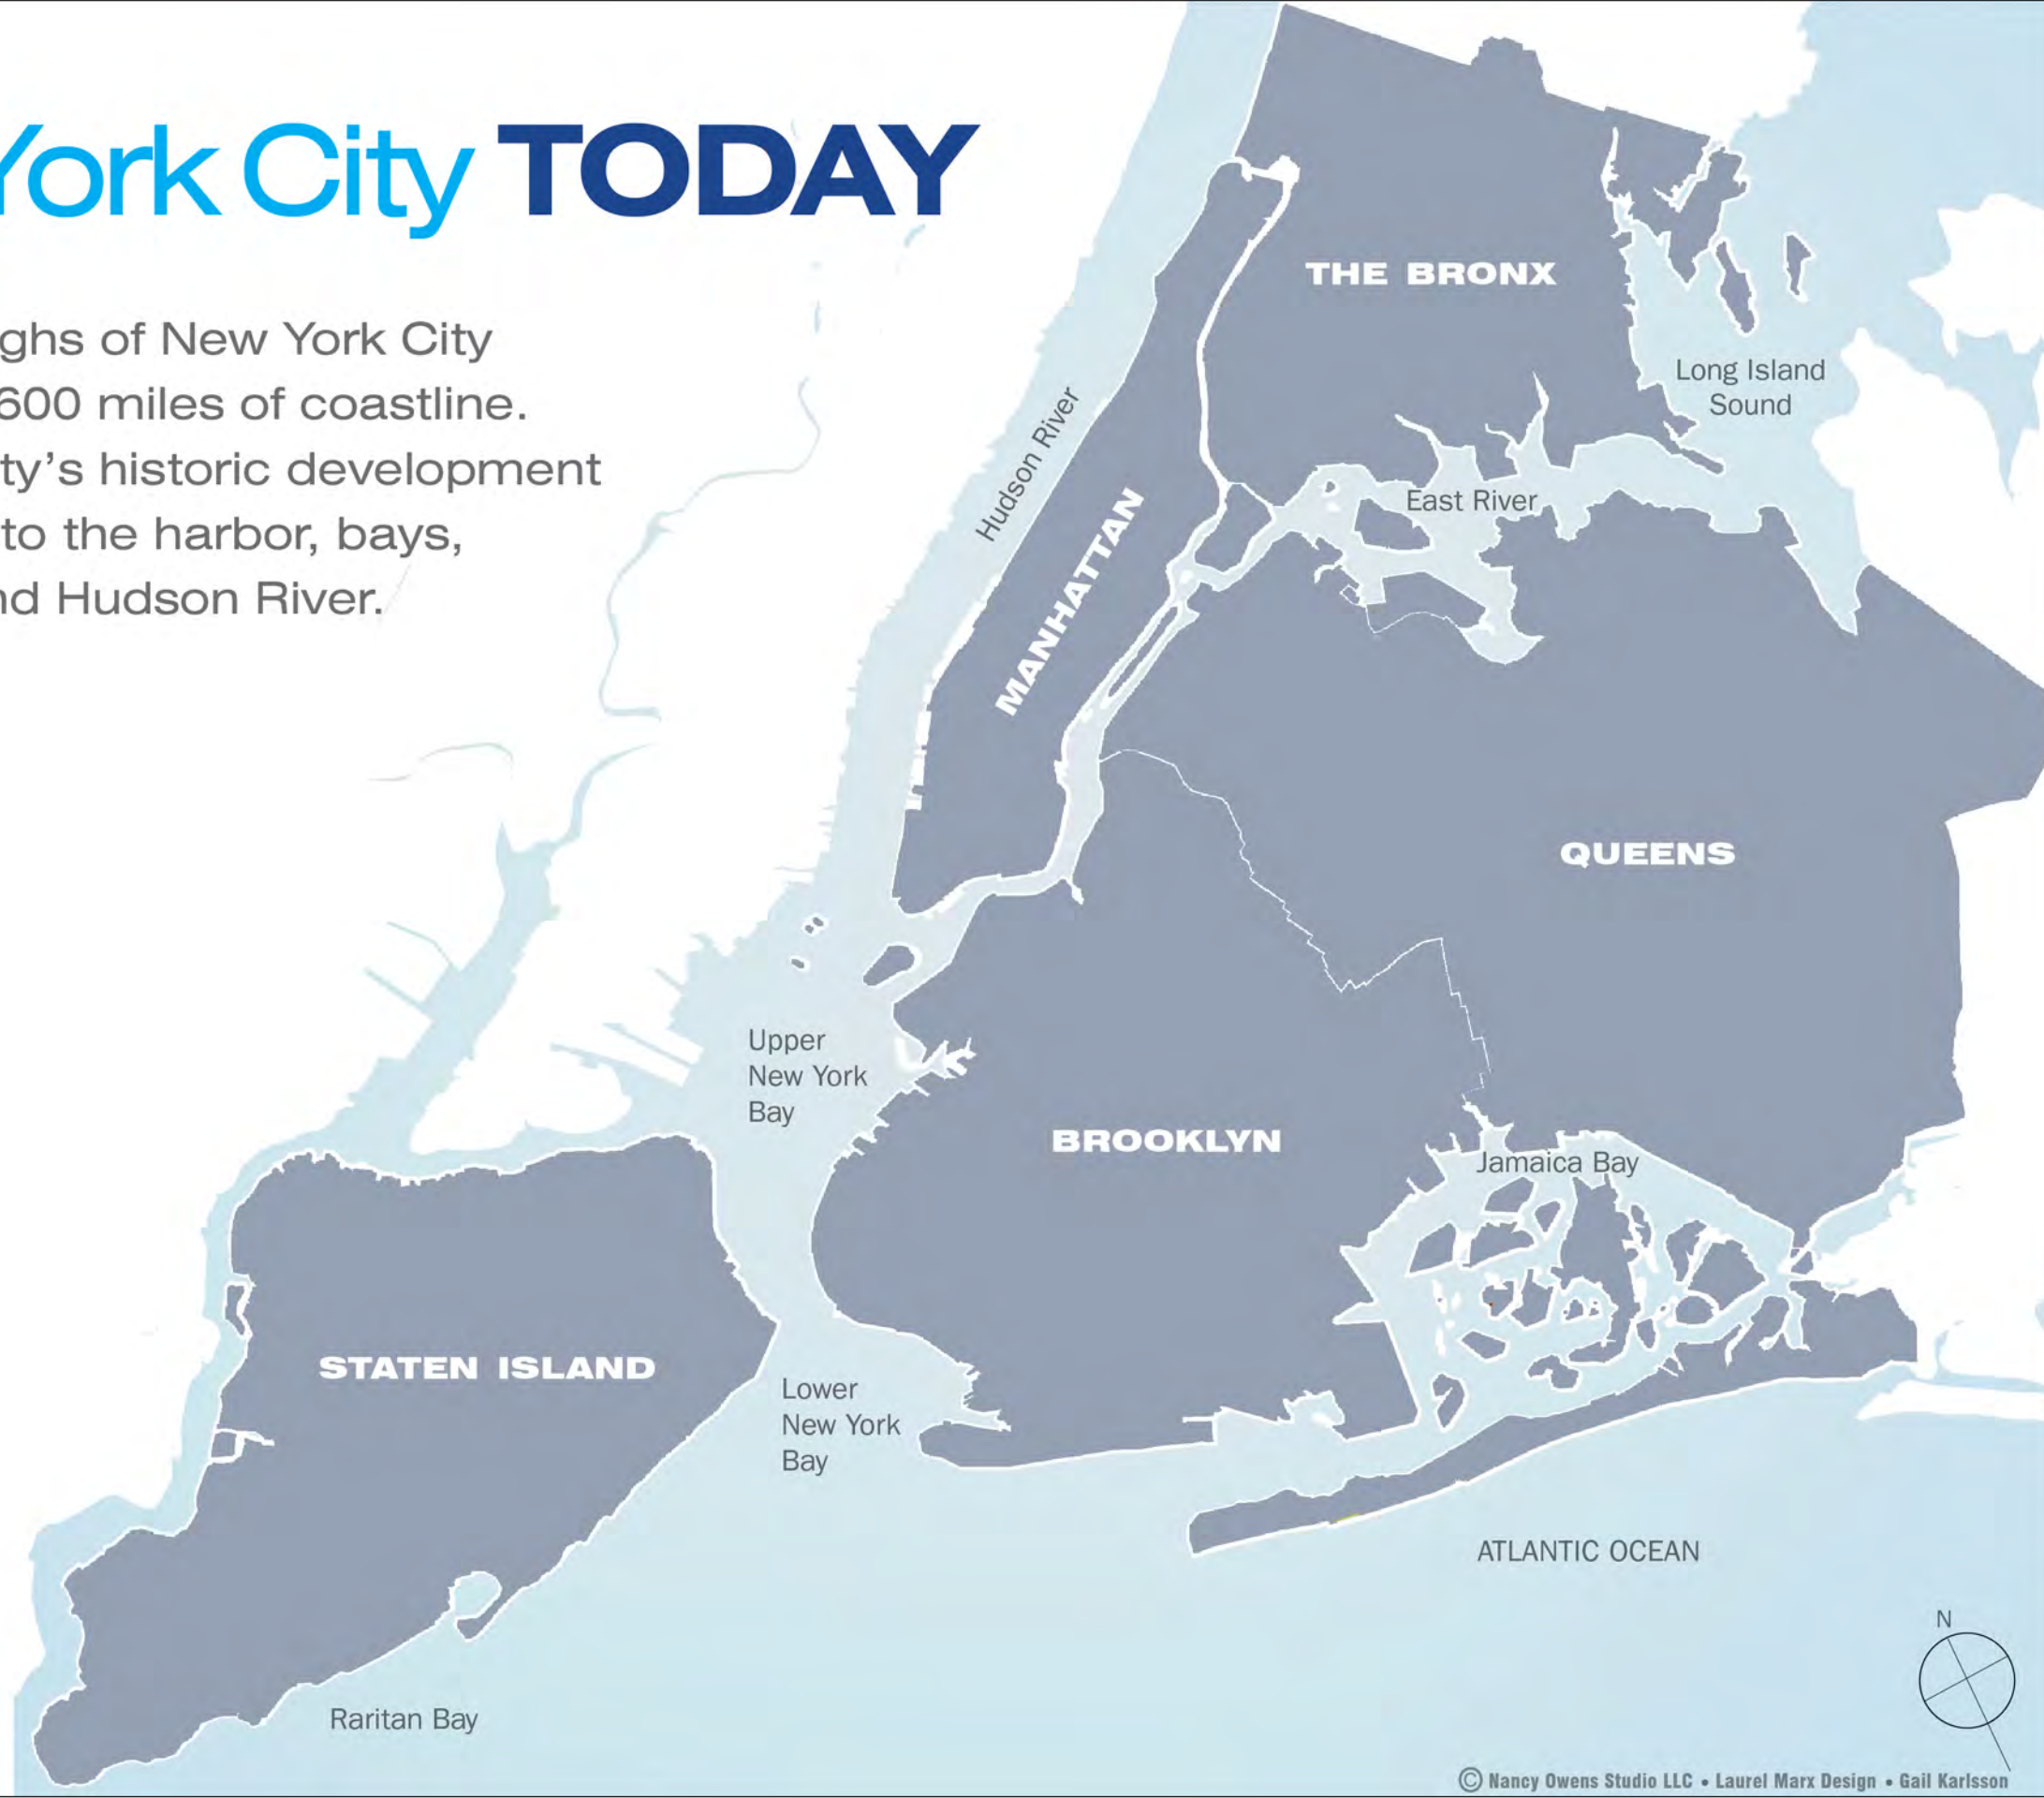 York City TODAY
ghs of New York City
600 miles of coastline.
ty's historic development
to the harbor, bays,
nd Hudson River.
THE BRONX
Long Island
Sound
Hudson River
East River
MANHATTAN
QUEENS
Upper
New York
Bay
BROOKLYN
Jamaica Bay
STATEN ISLAND
Lower
New York
Bay
ATLANTIC OCEAN
N
Raritan Bay
© Nancy Owens Studio LLC • Laurel Marx Design • Gail Karlsson